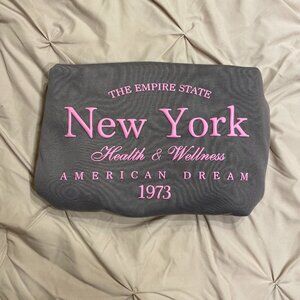 THE EMPIRE STATE
New York
Health & Wellness
AMERICAN DREAM
1973